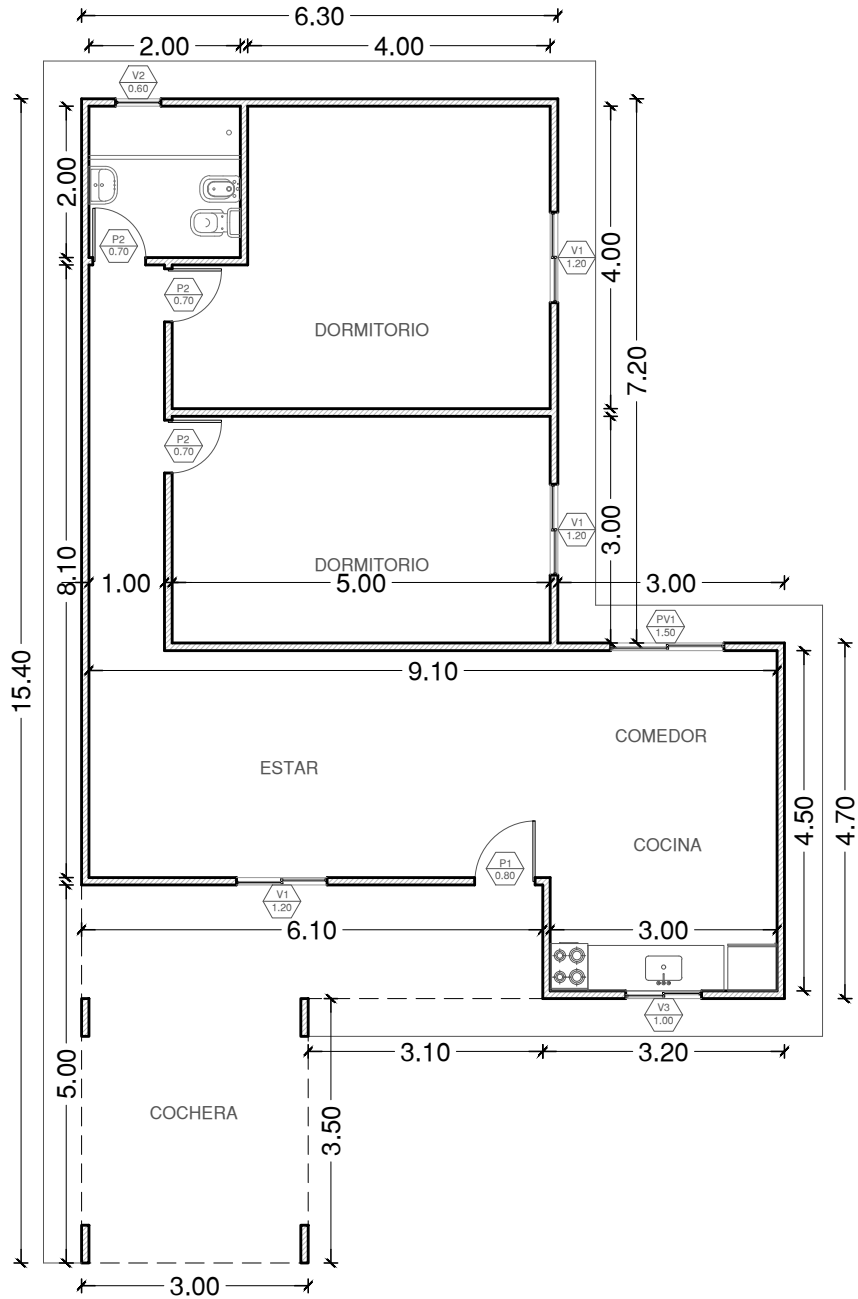 6.30
2.00
4.00
V2
0.60
2.00
P2
0.70
P2
0.70
V1
1.20
4.00
7.20
DORMITORIO
P2
0.70
V1
1.20
3.00
DORMITORIO
8.10
1.00
5.00
3.00
PV1
1.50
15.40
9.10
COMEDOR
ESTAR
4.50
4.70
COCINA
P1
0.80
V1
1.20
6.10
3.00
V3
1.00
3.10
3.20
5.00
COCHERA
3.50
3.00